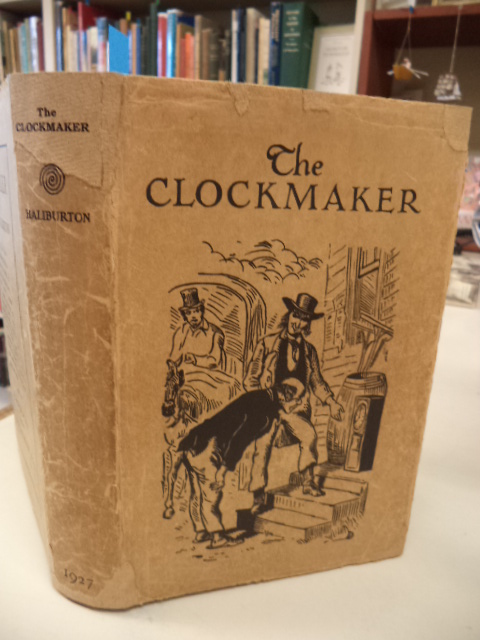 The
CLOCKMAKER
HALIBURTON
1927
The
CLOCKMAKER